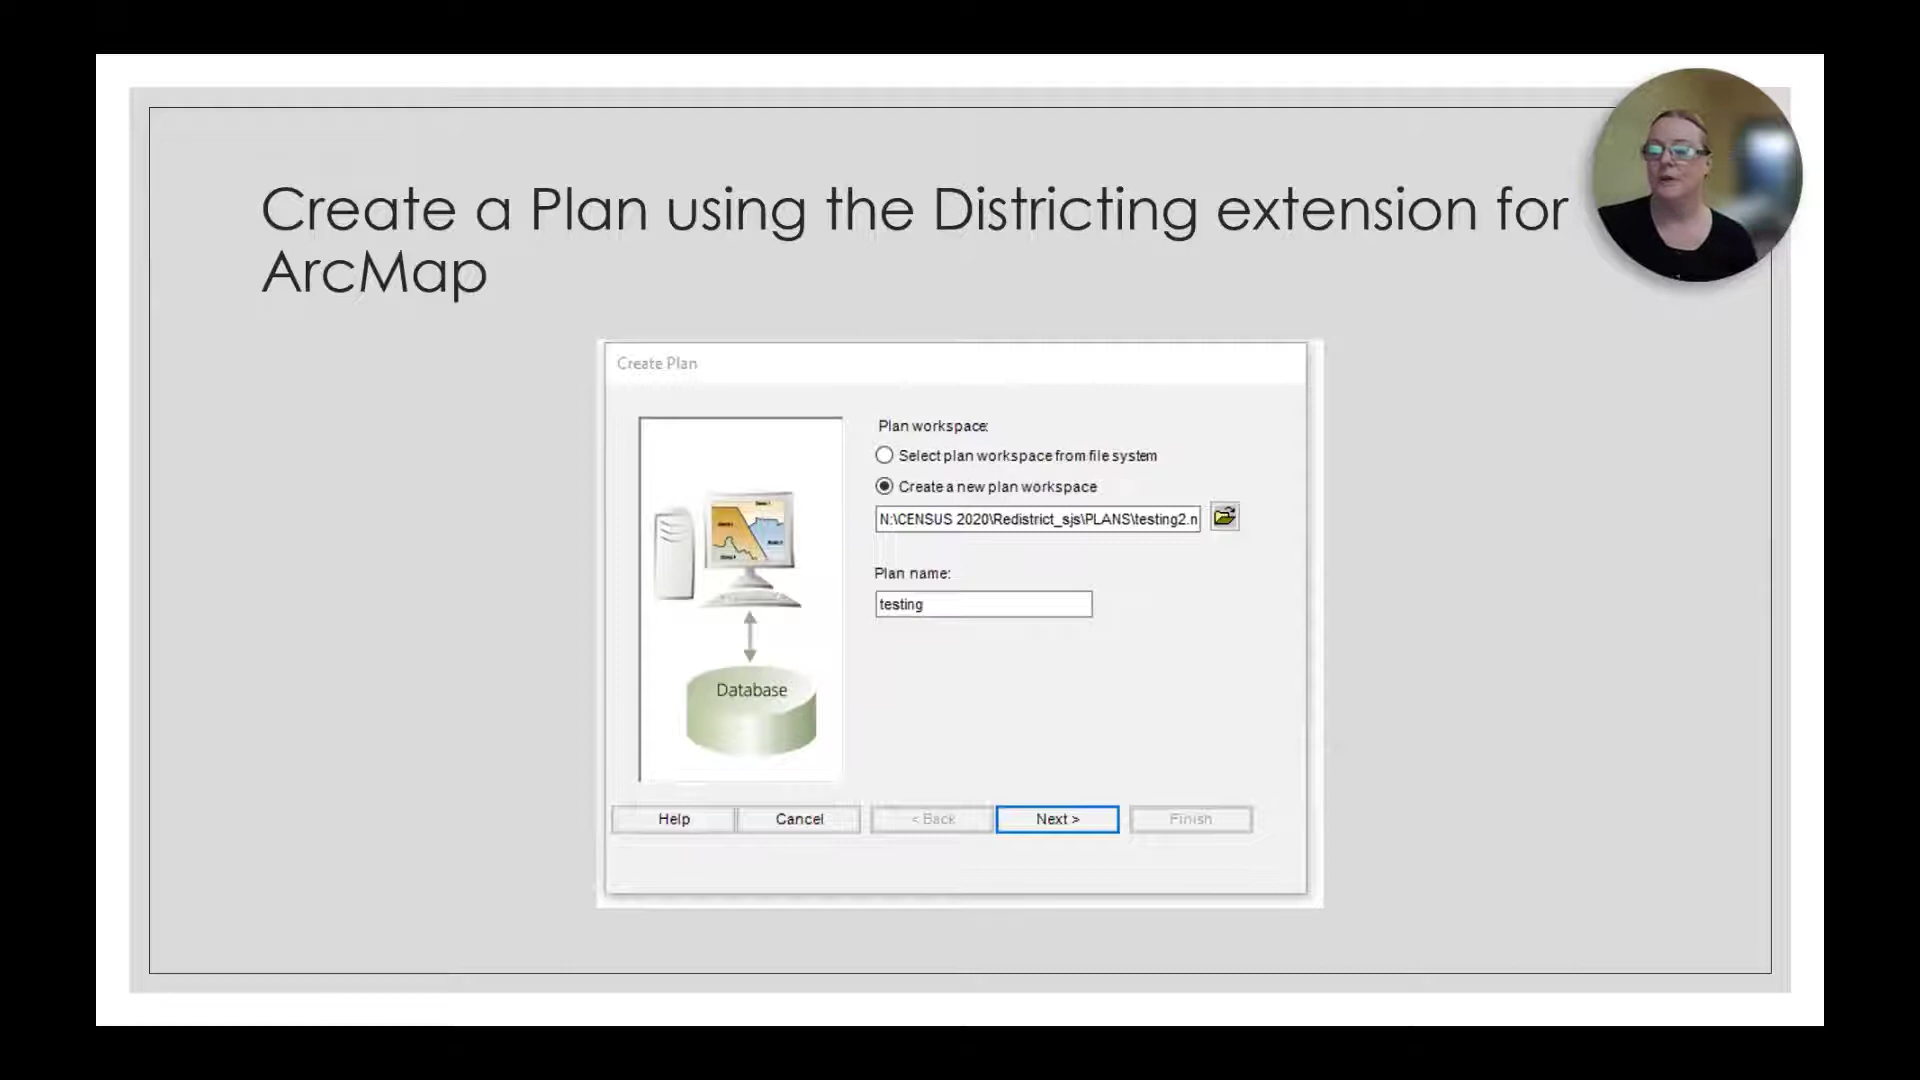 Create a Plan using the Districting extension for
ArcMap
Create Plan
Plan workspace:
Select plan workspace from file system
Create a new plan workspace
N:\CENSUS 2020\Redistrict_sjs\PLANS\testing2.n
Plan name:
testing
Database
Help
Cancel
< Back
Next >
Finish